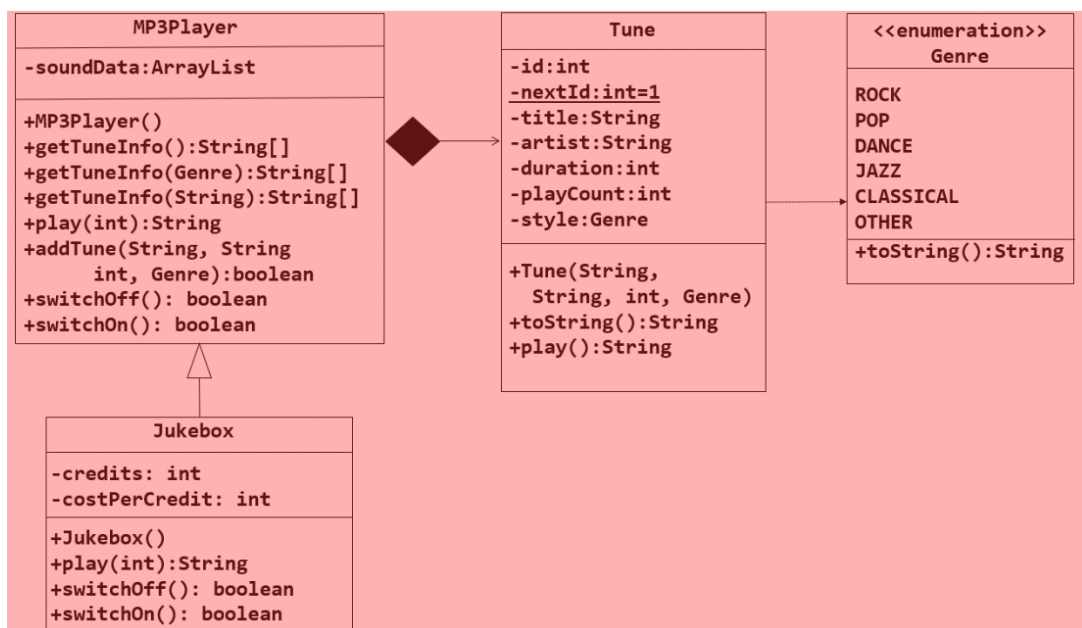 MP3Player
-soundData:ArrayList
+MP3Player()
+getTuneInfo():String[]
+getTuneInfo(Genre):String[]
+getTuneInfo(String):String[]
+play(int):String
+addTune(String, String
int, Genre):boolean
+switchOff(): boolean
+switchOn(): boolean
Tune
-id:int
-nextId:int=1
-title:String
-artist:String
-duration:int
-playCount:int
-style:Genre
+Tune(String,
String, int, Genre)
+toString():String
+play():String
<<enumeration>>
Genre
ROCK
POP
DANCE
JAZZ
CLASSICAL
OTHER
+toString():String
Jukebox
-credits: int
-costPerCredit: int
+Jukebox()
+play(int):String
+switchOff(): boolean
+switchOn(): boolean